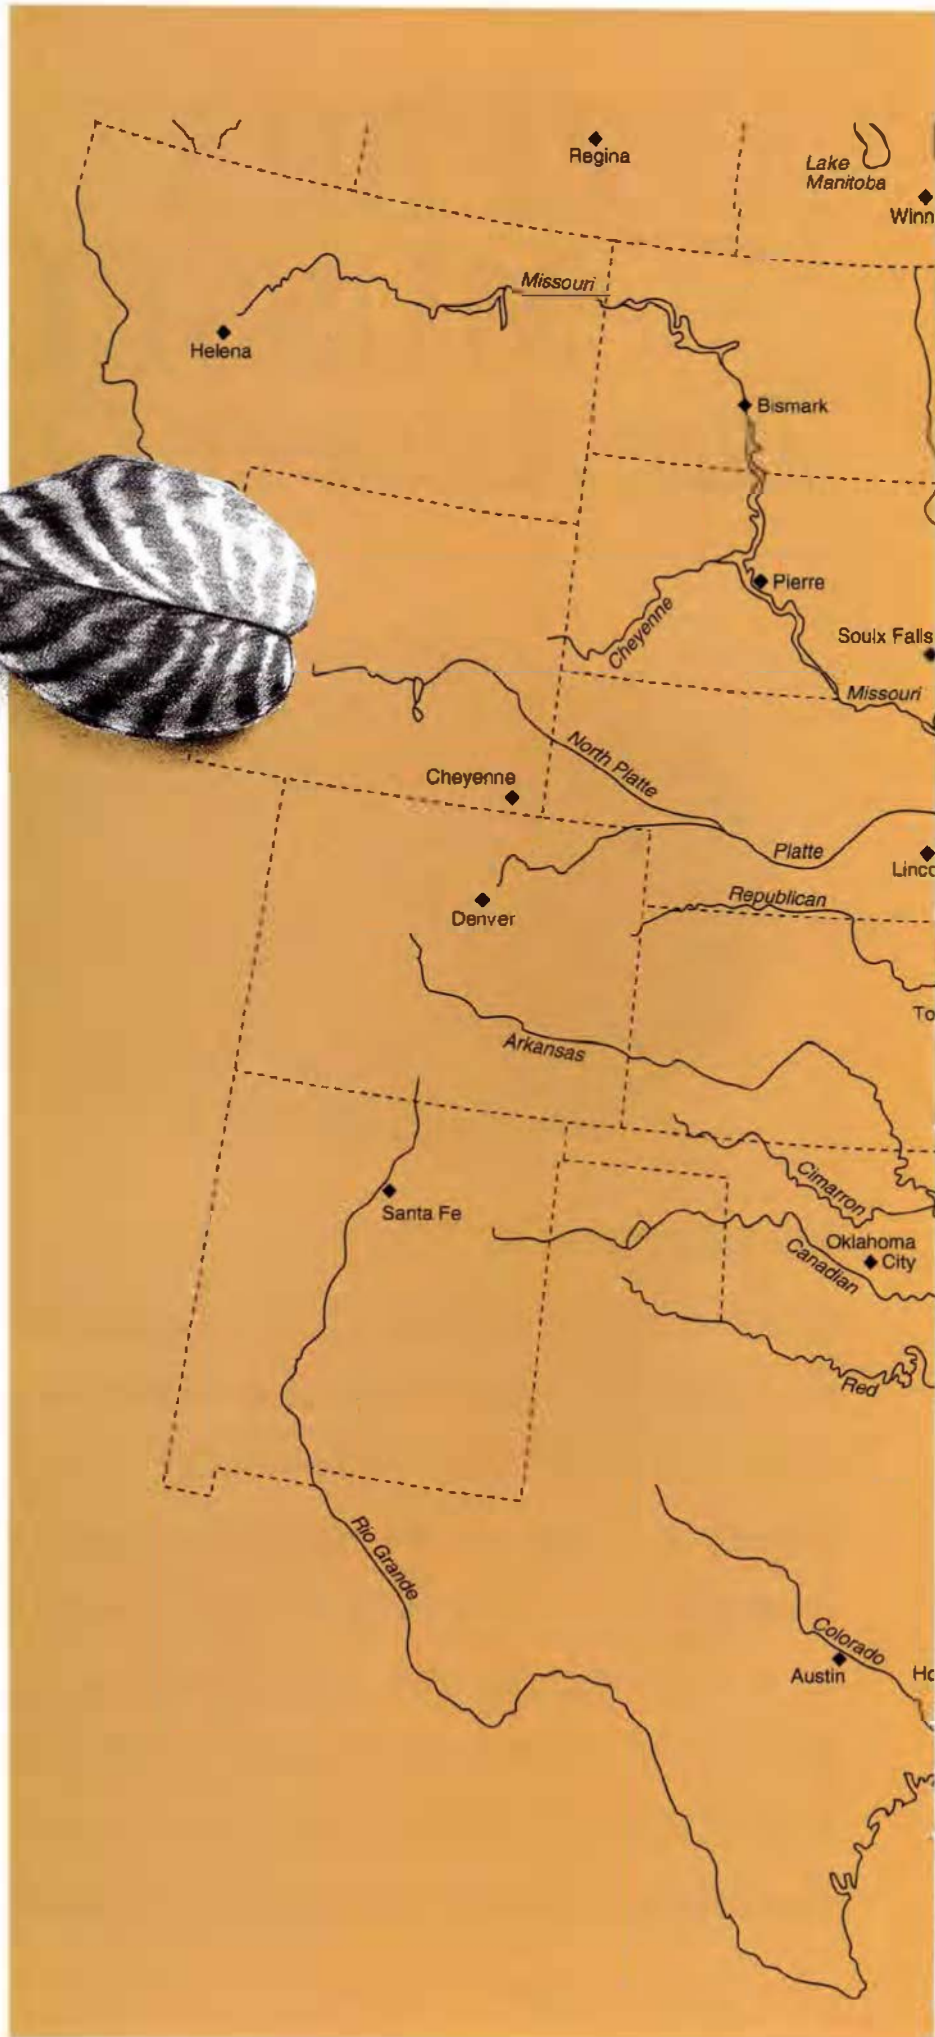 Regina
Lake
Manitoba
Winn
Missouri
Helena
Bismark
Pierre
Cheyenne
Soulx Falls
Missouri
North Platte
Cheyenne
Platte
Linco
Republican
Denver
To
Arkansas
Cimarron
Santa Fe
Oklahoma
City
Canadian
Red
Rio Grande
Colorado
Austin
Ho